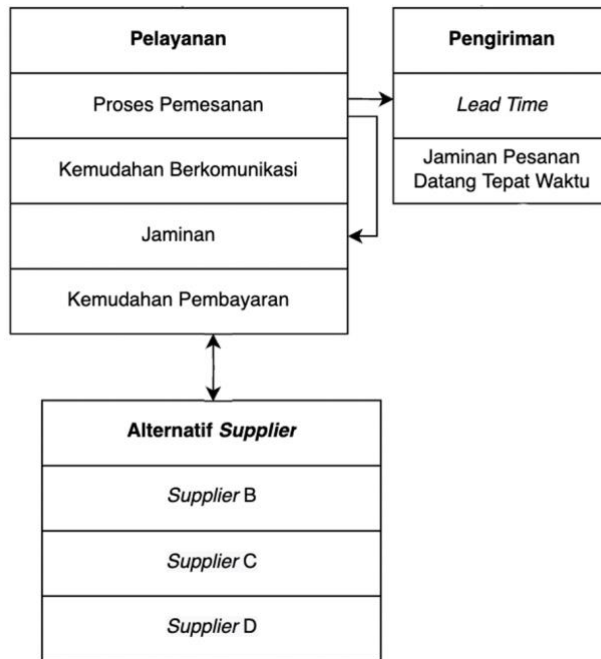 Pelayanan
Proses Pemesanan
Kemudahan Berkomunikasi
Jaminan
Kemudahan Pembayaran
Pengiriman
Lead Time
Jaminan Pesanan
Datang Tepat Waktu
Alternatif Supplier
Supplier B
Supplier C
Supplier D